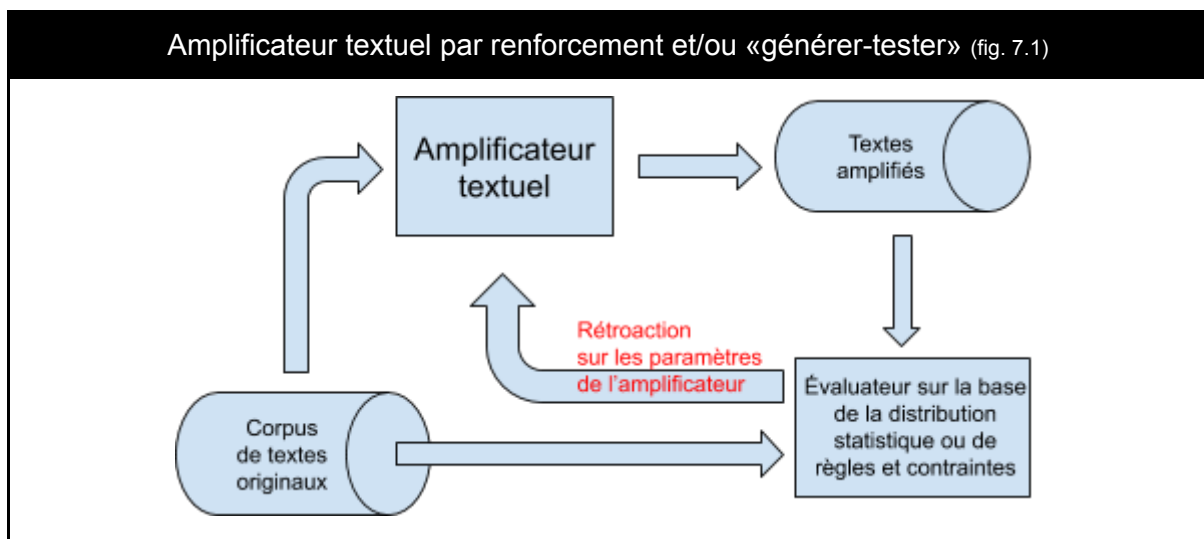 Amplificateur textuel par renforcement et/ou «générer-tester» (fig. 7.1)
Amplificateur
textuel
Textes
amplifiés
Rétroaction
sur les paramètres
de l'amplificateur
Évaluateur sur la base
de la distribution
statistique ou de
règles et contraintes
Corpus
de textes
originaux